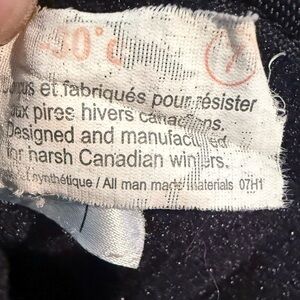 -30°c
et fabriqués pour résister
aux pires hivers canadiens.
Designed and manufactured
for harsh Canadian winters.
et synthétique / All man made materials 07H1